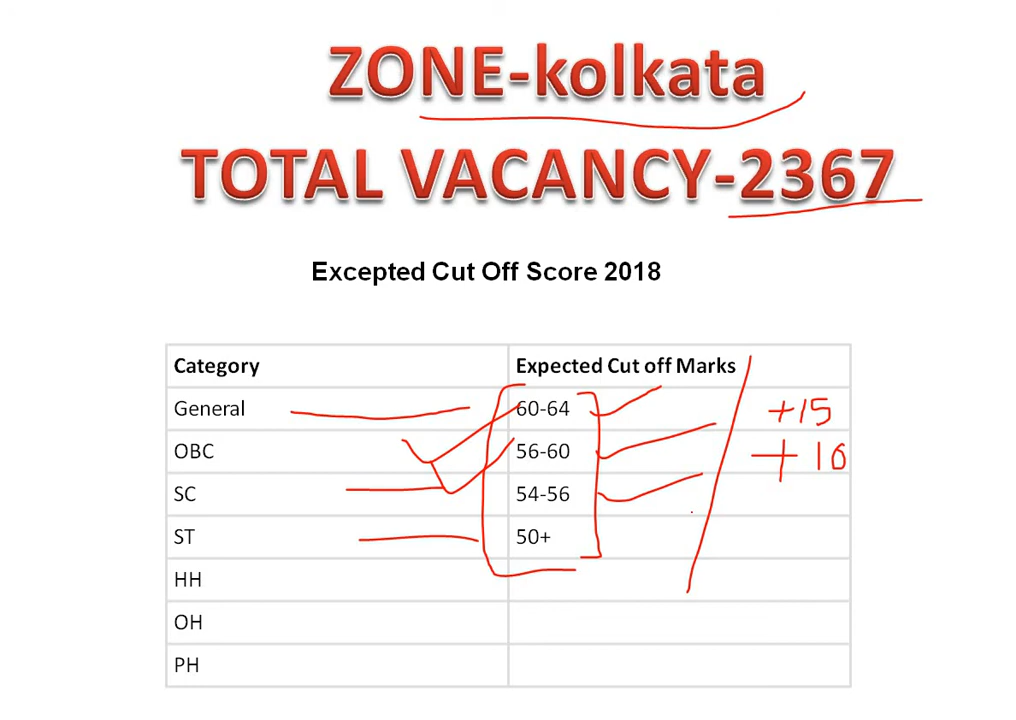 ZONE-kolkata
TOTAL VACANCY-2367
Excepted Cut Off Score 2018
Category Expected Cut off Marks
General 60-64 +15
OBC 56-60 +10
SC 54-56
ST 50+
HH
OH
PH